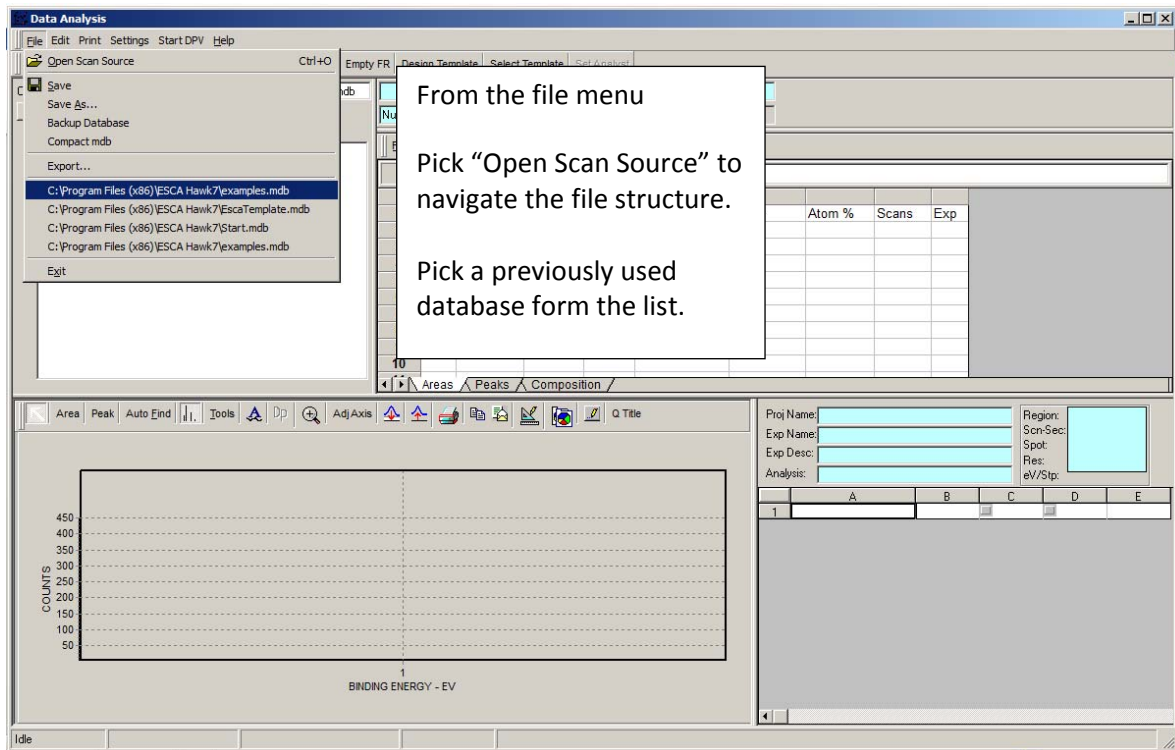 Data Analysis
File Edit Print Settings Start DPV Help
Open Scan Source Ctrl+O
Save
Save As...
Backup Database
Compact mdb
Export...
C:\Program Files (x86)\ESCA Hawk7\examples.mdb
C:\Program Files (x86)\ESCA Hawk7\EscaTemplate.mdb
C:\Program Files (x86)\ESCA Hawk7\Start.mdb
C:\Program Files (x86)\ESCA Hawk7\examples.mdb
Exit
Empty FR Design Template Select Template Set Analyst
From the file menu
Pick “Open Scan Source” to
navigate the file structure.
Pick a previously used
database form the list.
Atom % Scans Exp
10
Areas Peaks Composition
Area Peak Auto Find Tools Dp Adj Axis Q Title
450
400
350
300
250
200
150
100
50
COUNTS
1
BINDING ENERGY - EV
Proj Name:
Exp Name:
Exp Desc:
Analysis:
Region:
Scn-Sec:
Spot:
Res:
eV/Stp:
A B C D E
1
Idle